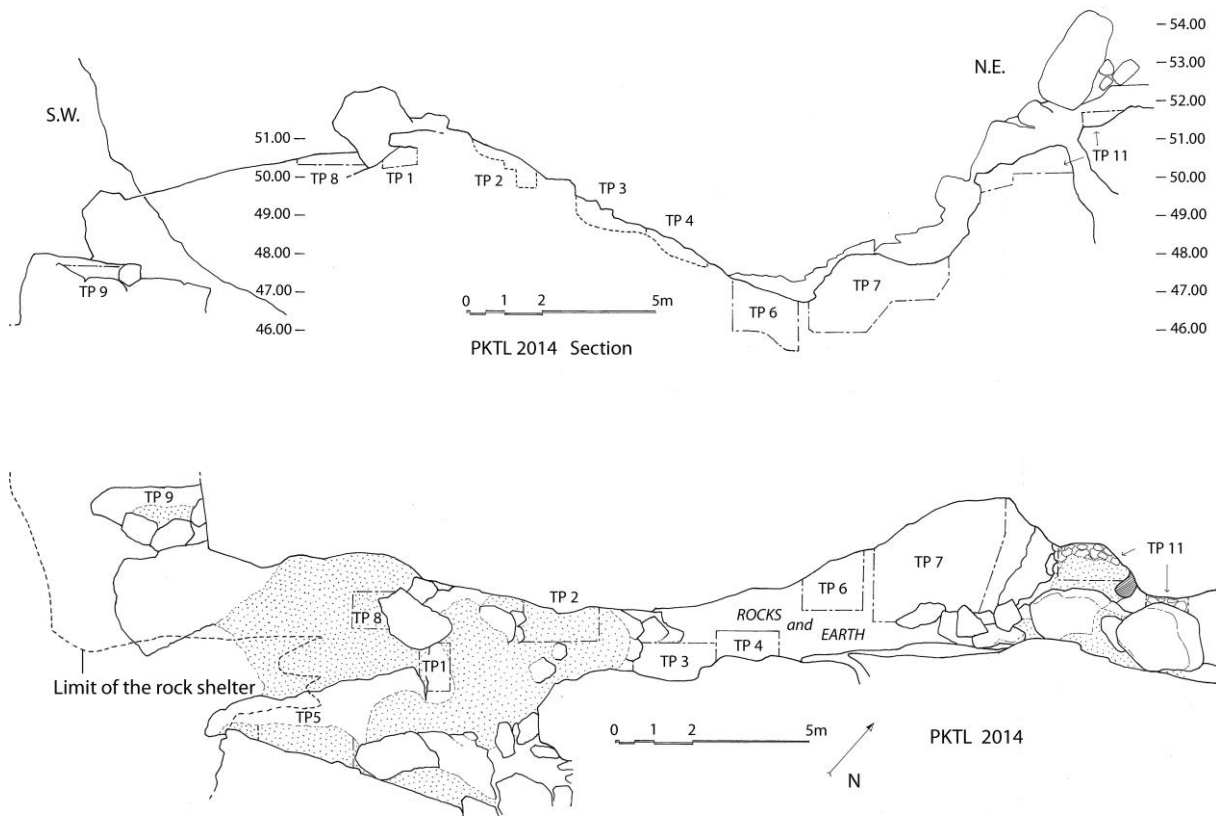 S.W.
N.E.
54.00
53.00
52.00
51.00
50.00
49.00
48.00
47.00
46.00
51.00
50.00
49.00
48.00
47.00
46.00
TP 8
TP 1
TP 2
TP 3
TP 4
TP 6
TP 7
TP 11
TP 9
0 1 2 5m
PKTL 2014 Section
TP 9
TP 8
TP1
TP 2
TP 3
TP 4
TP5
TP 6
TP 7
TP 11
ROCKS and EARTH
Limit of the rock shelter
0 1 2 5m
N
PKTL 2014